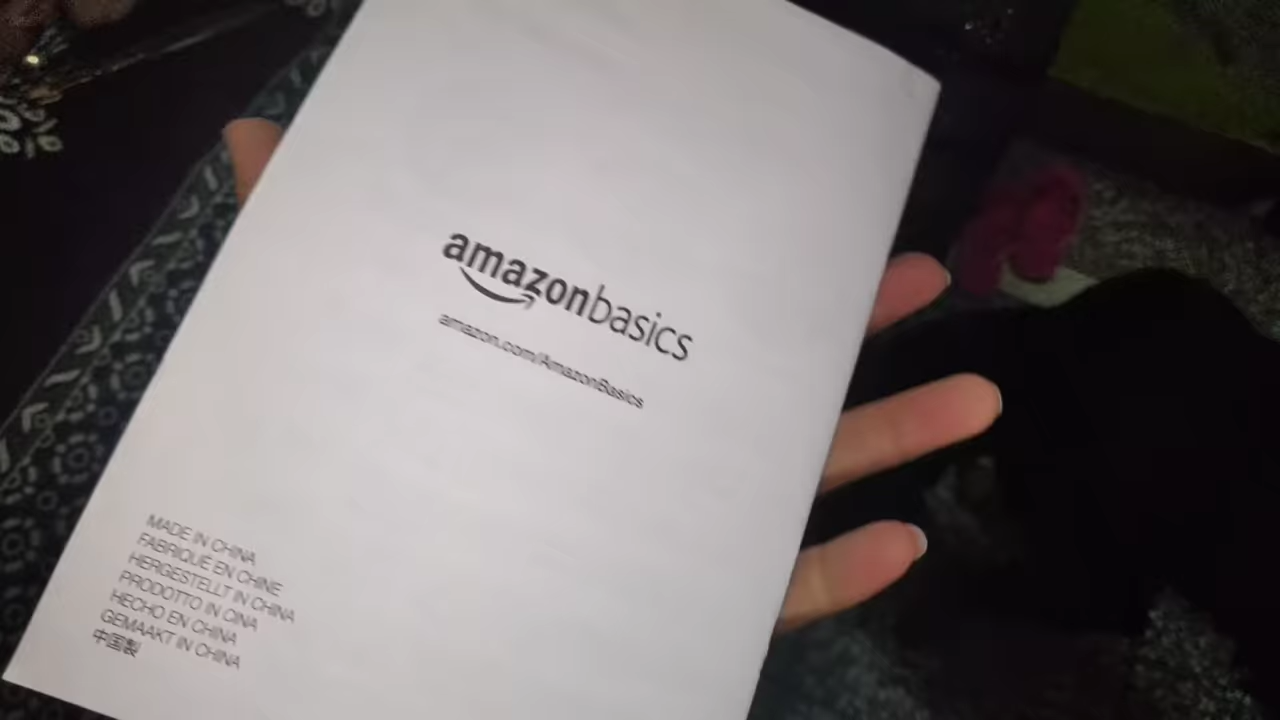 amazonbasics
amazon.com/AmazonBasics
MADE IN CHINA
FABRIQUÉ EN CHINE
HERGESTELLT IN CHINA
PRODOTTO IN CINA
HECHO EN CHINA
GEMAAKT IN CHINA
中国製